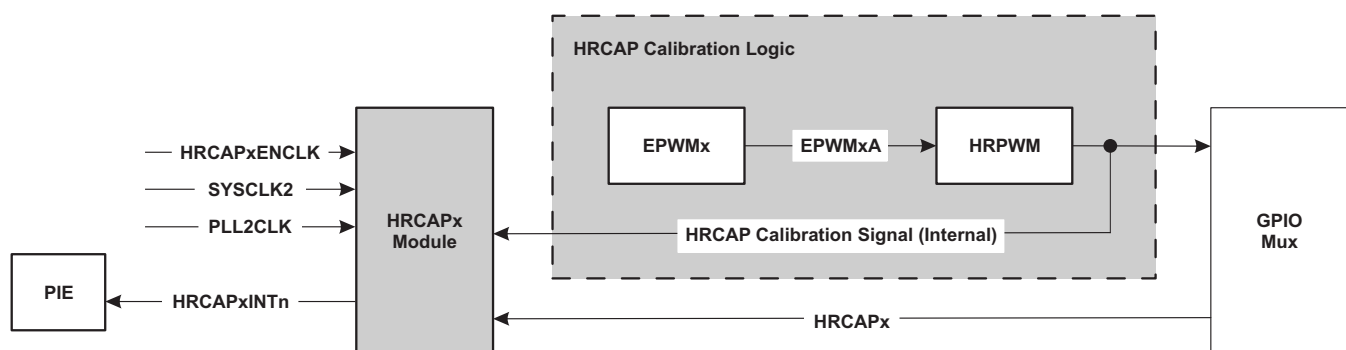 HRCAP Calibration Logic
EPWMx
EPWMxA
HRPWM
HRCAPxENCLK
SYSCLK2
PLL2CLK
HRCAPx
Module
HRCAP Calibration Signal (Internal)
GPIO
Mux
PIE
HRCAPxINTn
HRCAPx